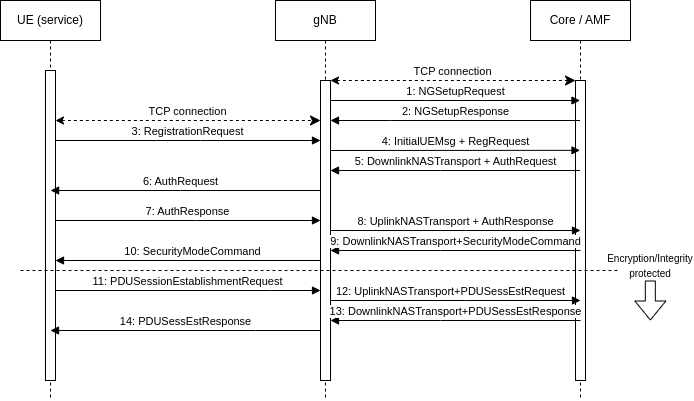 UE (service)
gNB
Core / AMF
TCP connection
1: NGSetupRequest
TCP connection
2: NGSetupResponse
3: RegistrationRequest
4: InitialUEMsg + RegRequest
5: DownlinkNASTransport + AuthRequest
6: AuthRequest
7: AuthResponse
8: UplinkNASTransport + AuthResponse
9: DownlinkNASTransport+SecurityModeCommand
10: SecurityModeCommand
Encryption/Integrity
protected
11: PDUSessionEstablishmentRequest
12: UplinkNASTransport+PDUSessEstRequest
13: DownlinkNASTransport+PDUSessEstResponse
14: PDUSessEstResponse